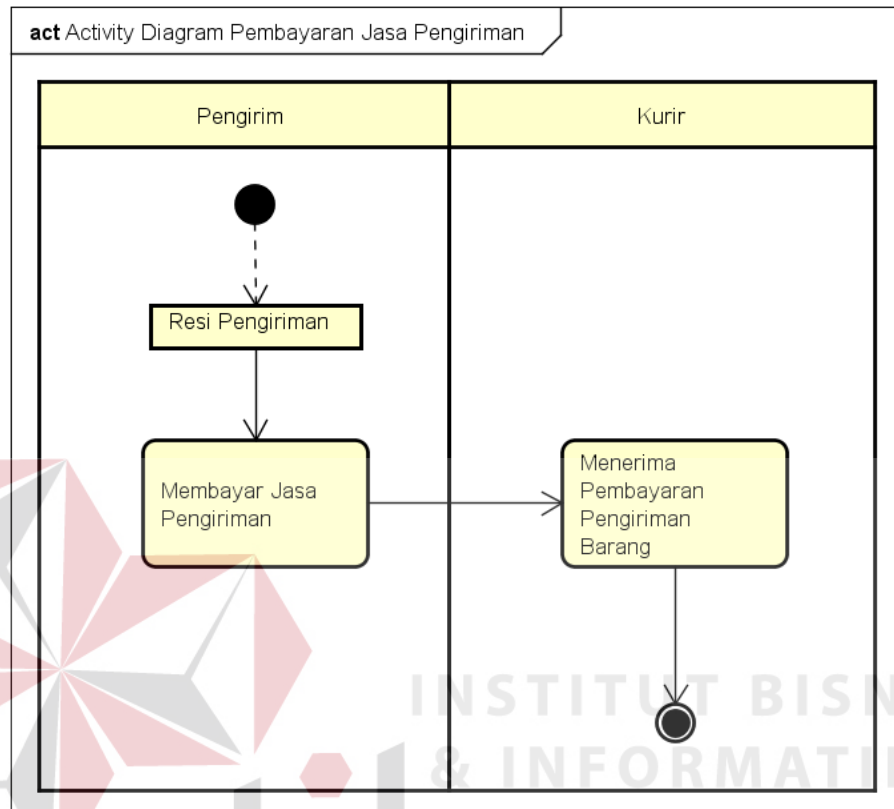 act Activity Diagram Pembayaran Jasa Pengiriman
Pengirim
Kurir
Resi Pengiriman
Membayar Jasa
Pengiriman
Menerima
Pembayaran
Pengiriman
Barang
INSTITUT BISN
& INFORMATI